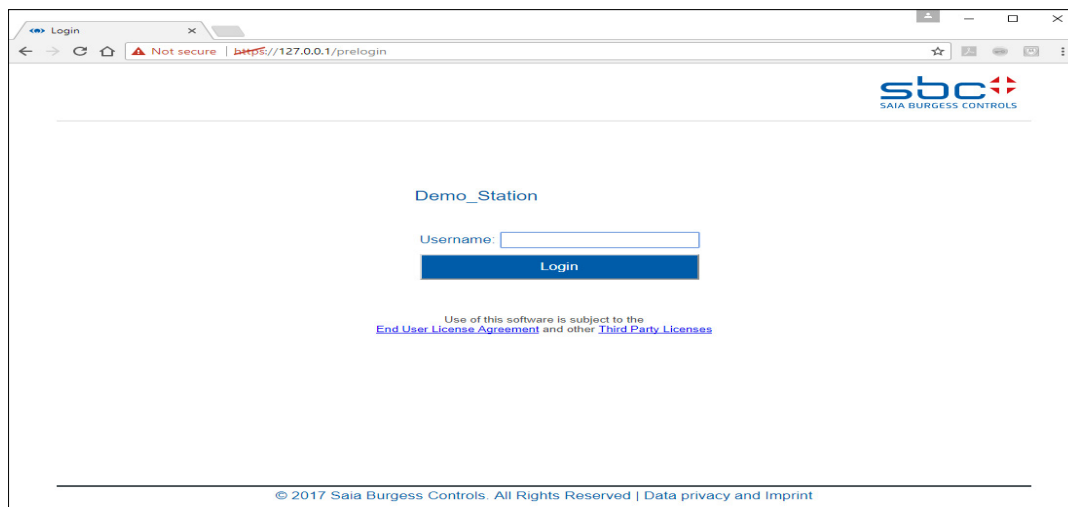 Login
Not secure | https://127.0.0.1/prelogin
sbc
SAIA BURGESS CONTROLS
Demo_Station
Username:
Login
Use of this software is subject to the
End User License Agreement and other Third Party Licenses
© 2017 Saia Burgess Controls. All Rights Reserved | Data privacy and Imprint